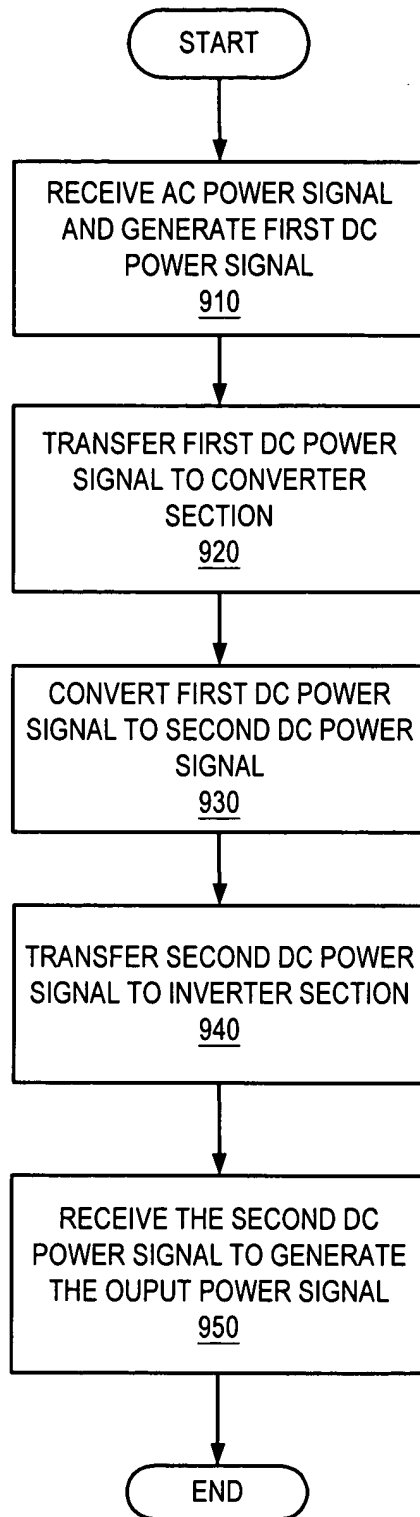 START
RECEIVE AC POWER SIGNAL
AND GENERATE FIRST DC
POWER SIGNAL
910
TRANSFER FIRST DC POWER
SIGNAL TO CONVERTER
SECTION
920
CONVERT FIRST DC POWER
SIGNAL TO SECOND DC POWER
SIGNAL
930
TRANSFER SECOND DC POWER
SIGNAL TO INVERTER SECTION
940
RECEIVE THE SECOND DC
POWER SIGNAL TO GENERATE
THE OUPUT POWER SIGNAL
950
END